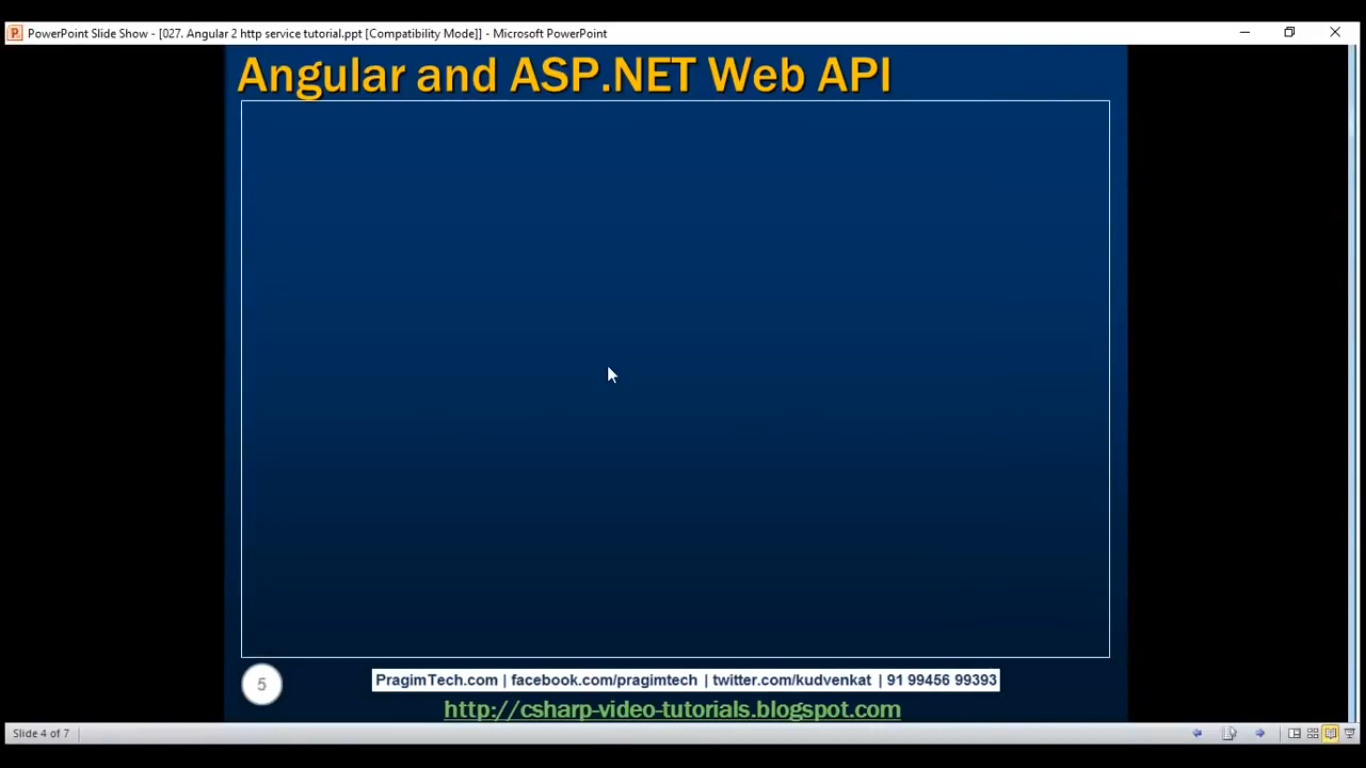 PowerPoint Slide Show - [027. Angular 2 http service tutorial.ppt [Compatibility Mode]] - Microsoft PowerPoint
Angular and ASP.NET Web API
5
PragimTech.com | facebook.com/pragimtech | twitter.com/kudvenkat | 91 99456 99393
http://csharp-video-tutorials.blogspot.com
Slide 4 of 7